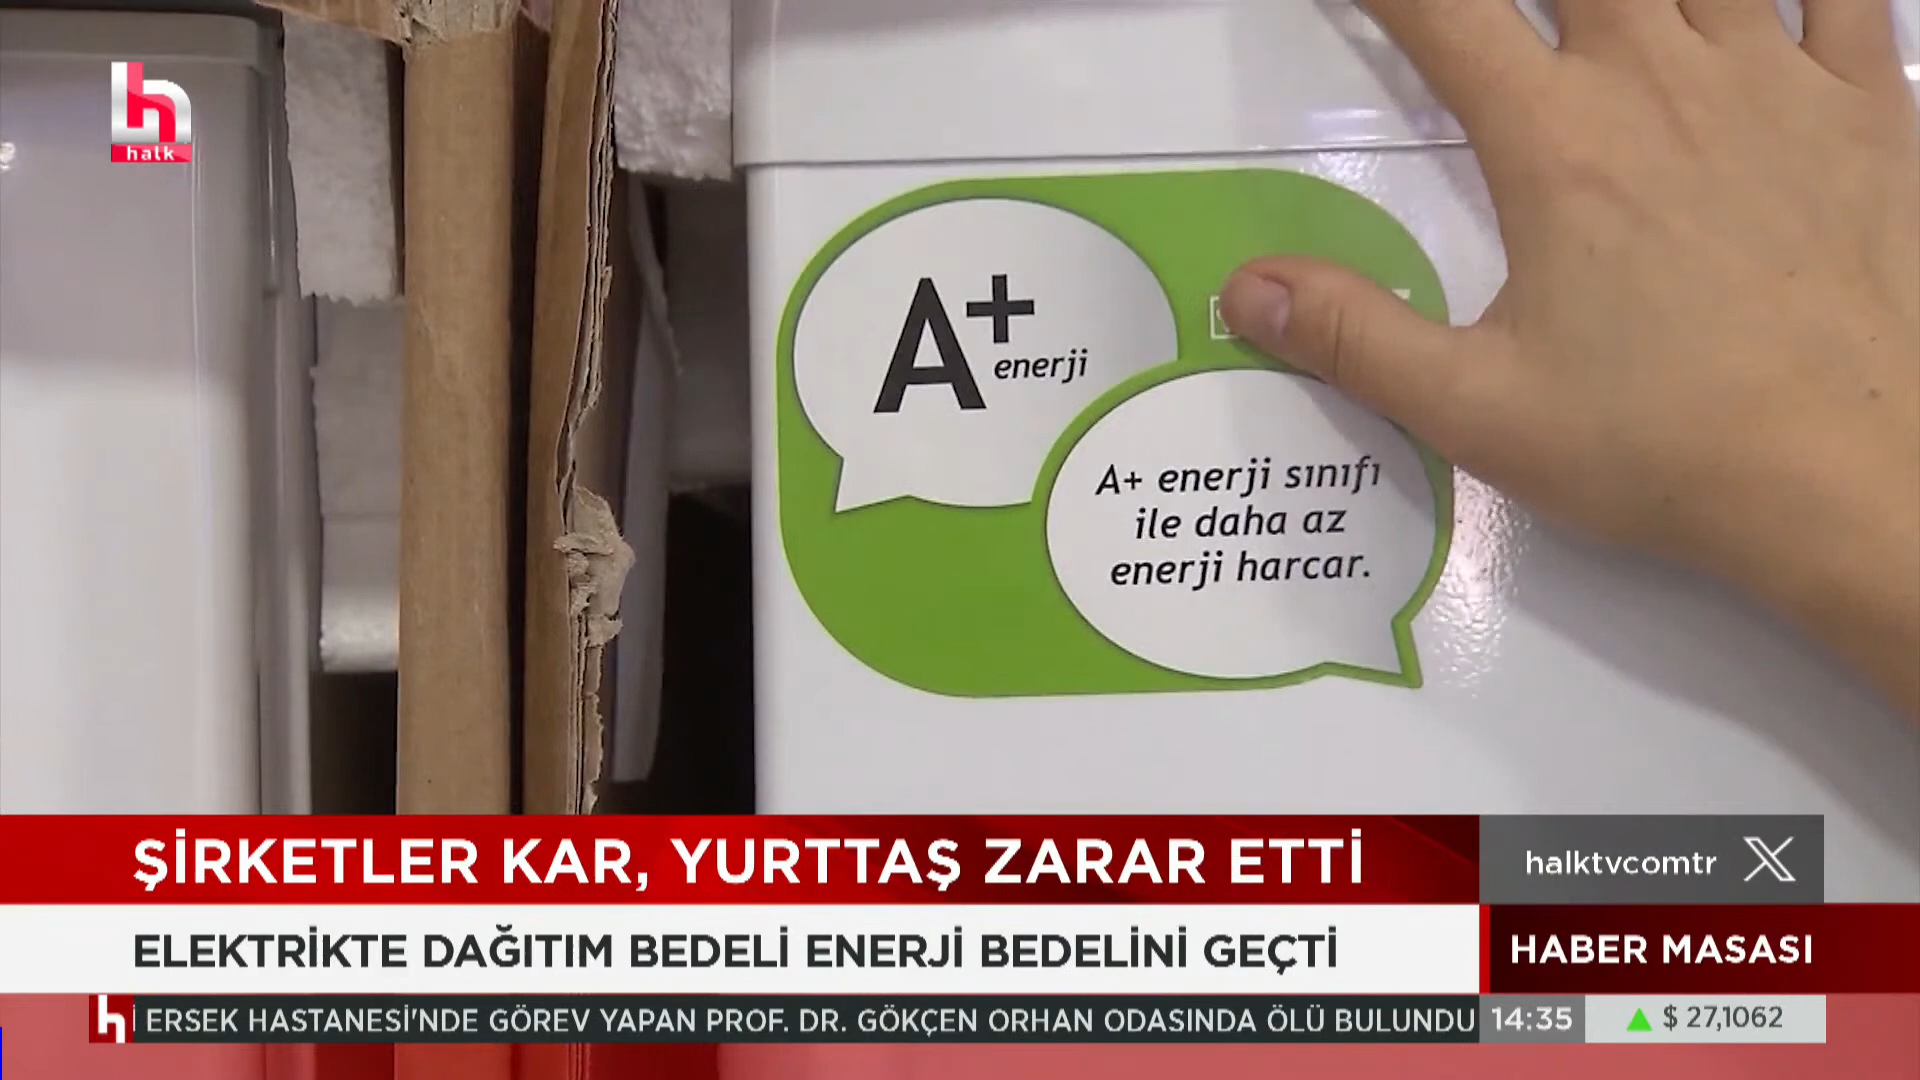 halk
A+
enerji
A+ enerji sınıfı
ile daha az
enerji harcar.
ŞİRKETLER KAR, YURTTAŞ ZARAR ETTİ
halktvcomtr X
ELEKTRİKTE DAĞITIM BEDELİ ENERJİ BEDELİNİ GEÇTİ
HABER MASASI
İ ERSEK HASTANESİ'NDE GÖREV YAPAN PROF. DR. GÖKÇEN ORHAN ODASINDA ÖLÜ BULUNDU
14:35
$ 27,1062